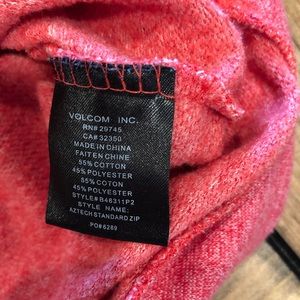 VOLCOM INC.
RN# 29745
CA# 32350
MADE IN CHINA
FAIT EN CHINE
55% COTTON
45% POLYESTER
55% COTON
45% POLYESTER
STYLE# B46311P2
STYLE NAME:
AZTECH STANDARD ZIP
PO# 6289